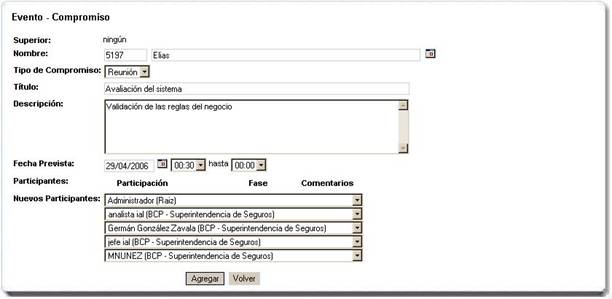 Evento - Compromiso
Superior: ningún
Nombre: 5197 Elias
Tipo de Compromiso: Reunión
Título: Avaliación del sistema
Descripción: Validación de las reglas del negocio
Fecha Prevista: 29/04/2006 00:30 hasta 00:00
Participantes: Participación Fase Comentarios
Nuevos Participantes: Administrador (Raiz)
analista ial (BCP - Superintendencia de Seguros)
Germán González Zavala (BCP - Superintendencia de Seguros)
jefe ial (BCP - Superintendencia de Seguros)
MNUNEZ (BCP - Superintendencia de Seguros)
Agregar Volver